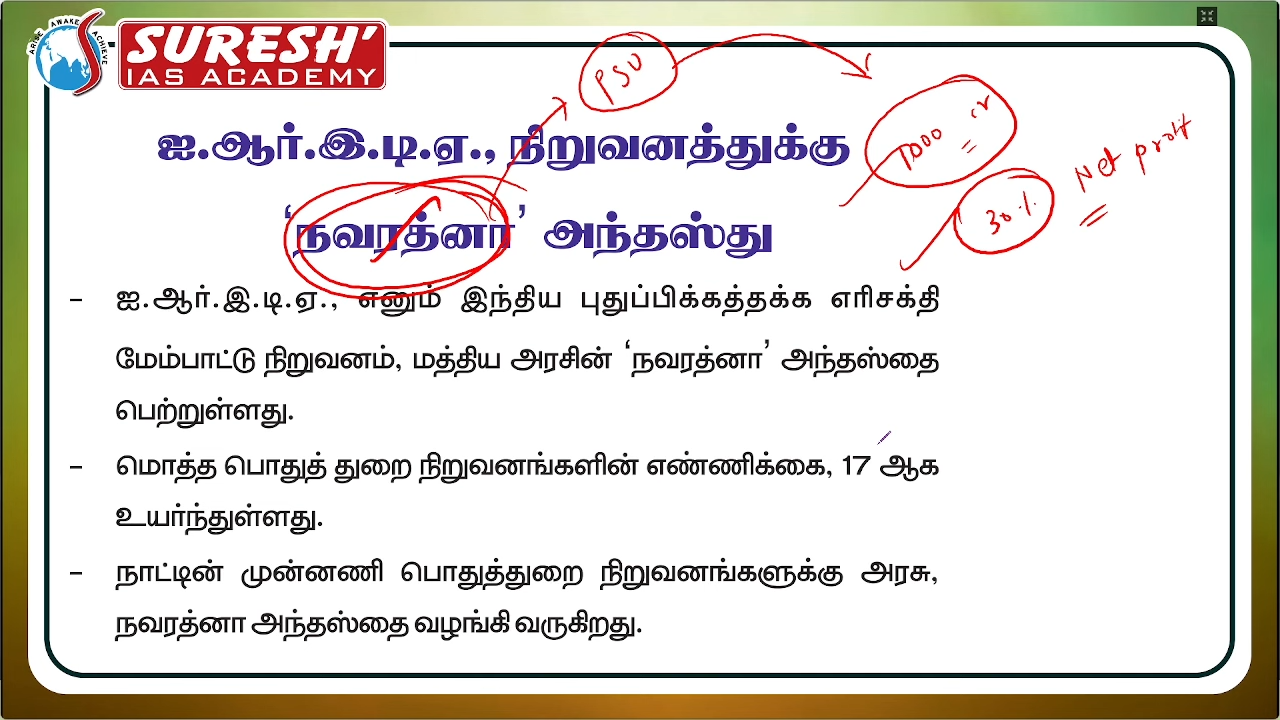 ARISE AWAKE ACHIEVE
SURESH'
IAS ACADEMY
PSU
ஐ.ஆர்.இ.டி.ஏ., நிறுவனத்துக்கு
1000 cr
Net profit
‘நவரத்னா’ அந்தஸ்து
30%
- ஐ.ஆர்.இ.டி.ஏ., எனும் இந்திய புதுப்பிக்கத்தக்க எரிசக்தி
மேம்பாட்டு நிறுவனம், மத்திய அரசின் ‘நவரத்னா’ அந்தஸ்தை
பெற்றுள்ளது.
- மொத்த பொதுத் துறை நிறுவனங்களின் எண்ணிக்கை, 17 ஆக
உயர்ந்துள்ளது.
- நாட்டின் முன்னணி பொதுத்துறை நிறுவனங்களுக்கு அரசு,
நவரத்னா அந்தஸ்தை வழங்கி வருகிறது.